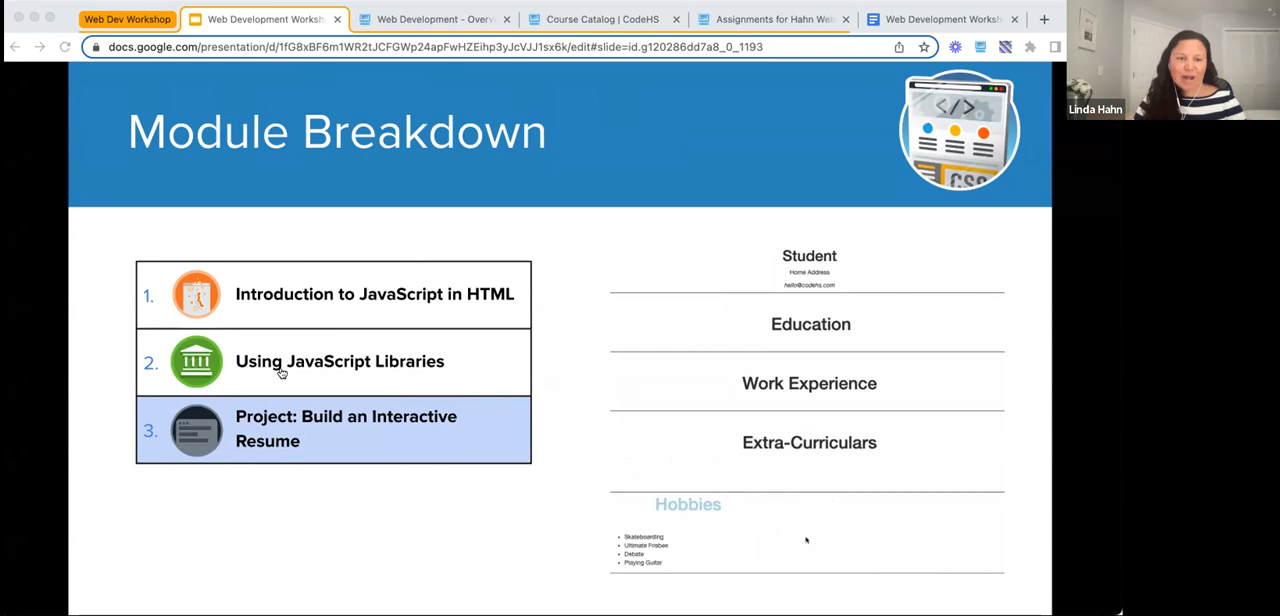 Web Dev Workshop
Web Development Worksh
Web Development - Overv
Course Catalog | CodeHS
Assignments for Hahn Web
Web Development Worksh
docs.google.com/presentation/d/1fG8xBF6m1WR2tJCFGWp24apFwHZEihp3yJcVJJ1sx6k/edit#slide=id.g120286dd7a8_0_1193
Linda Hahn
Module Breakdown
</>
CSS
1. Introduction to JavaScript in HTML
2. Using JavaScript Libraries
3. Project: Build an Interactive
Resume
Student
Home Address
hello@codehs.com
Education
Work Experience
Extra-Curriculars
Hobbies
• Skateboarding
• Ultimate Frisbee
• Debate
• Playing Guitar